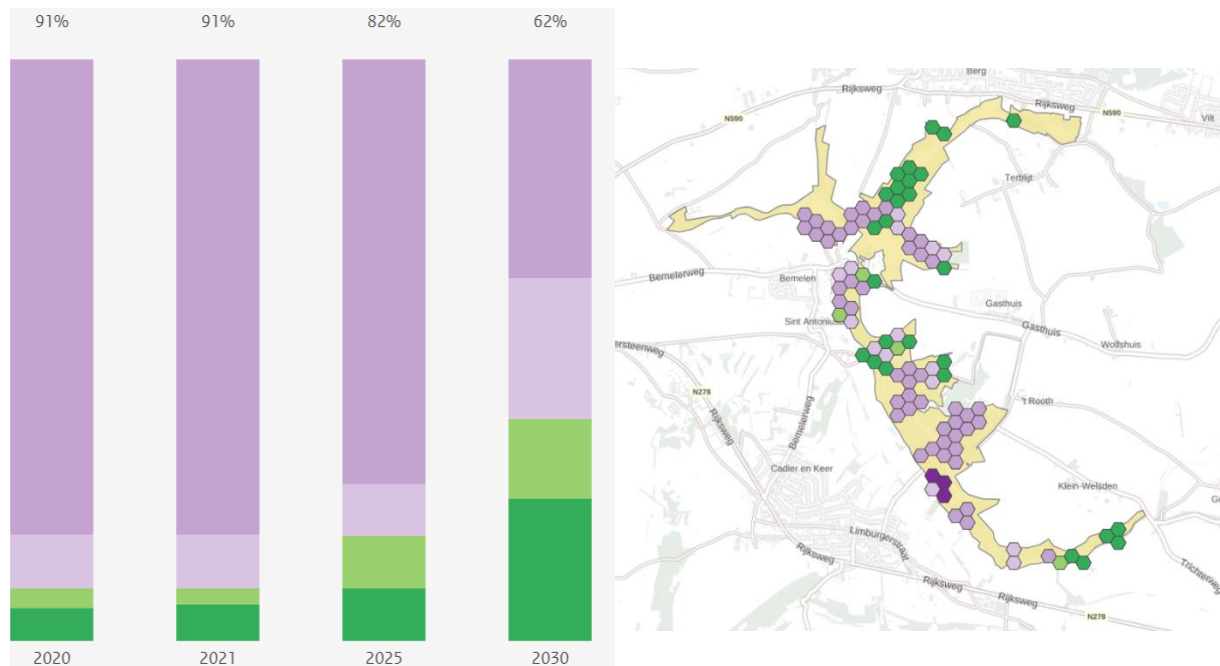 91%
91%
82%
62%
2020
2021
2025
2030
Berg
Rijksweg
Rijksweg
N590
N590
Vilt
Terblijt
Bemelerweg
Bemelen
Gasthuis
Sint Antonius
Gasthuis
Wolfshuis
ersteenweg
N278
't Rooth
Rijksweg
Bemelerweg
Cadier en Keer
Klein-Welsden
Limburgerstraat
Rijksweg
Rijksweg
Rijksweg
Trichterweg
N278